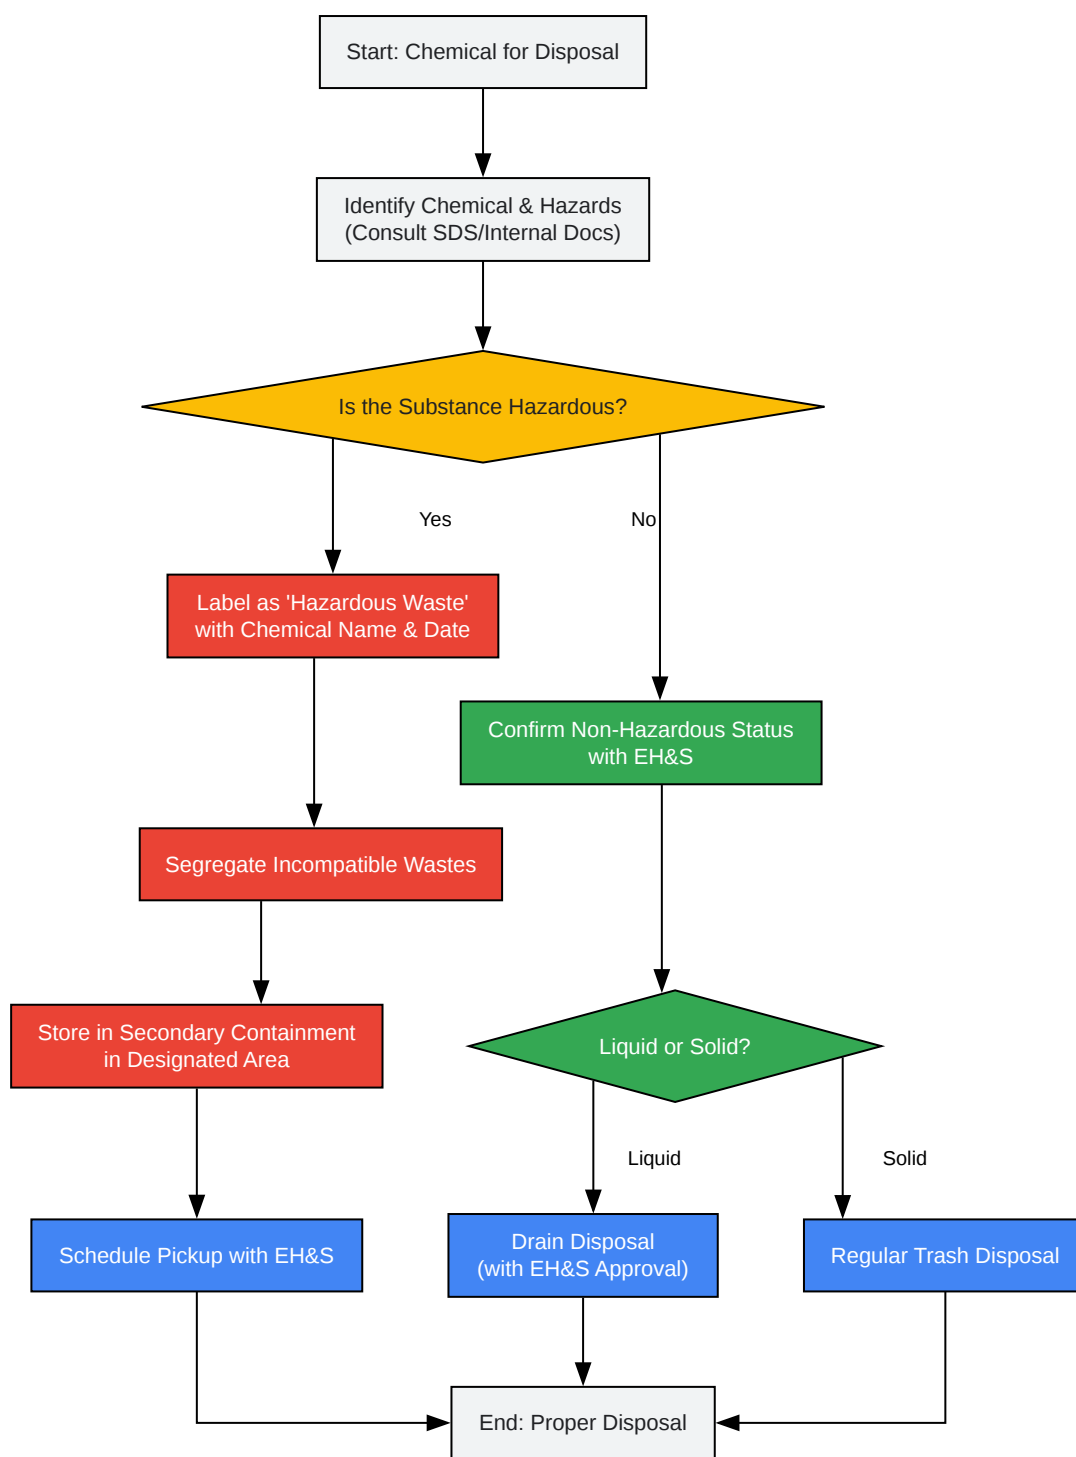 Start: Chemical for Disposal
Identify Chemical & Hazards
(Consult SDS/Internal Docs)
Is the Substance Hazardous?
Yes
No
Label as 'Hazardous Waste'
with Chemical Name & Date
Confirm Non-Hazardous Status
with EH&S
Segregate Incompatible Wastes
Store in Secondary Containment
in Designated Area
Liquid or Solid?
Liquid
Solid
Schedule Pickup with EH&S
Drain Disposal
(with EH&S Approval)
Regular Trash Disposal
End: Proper Disposal